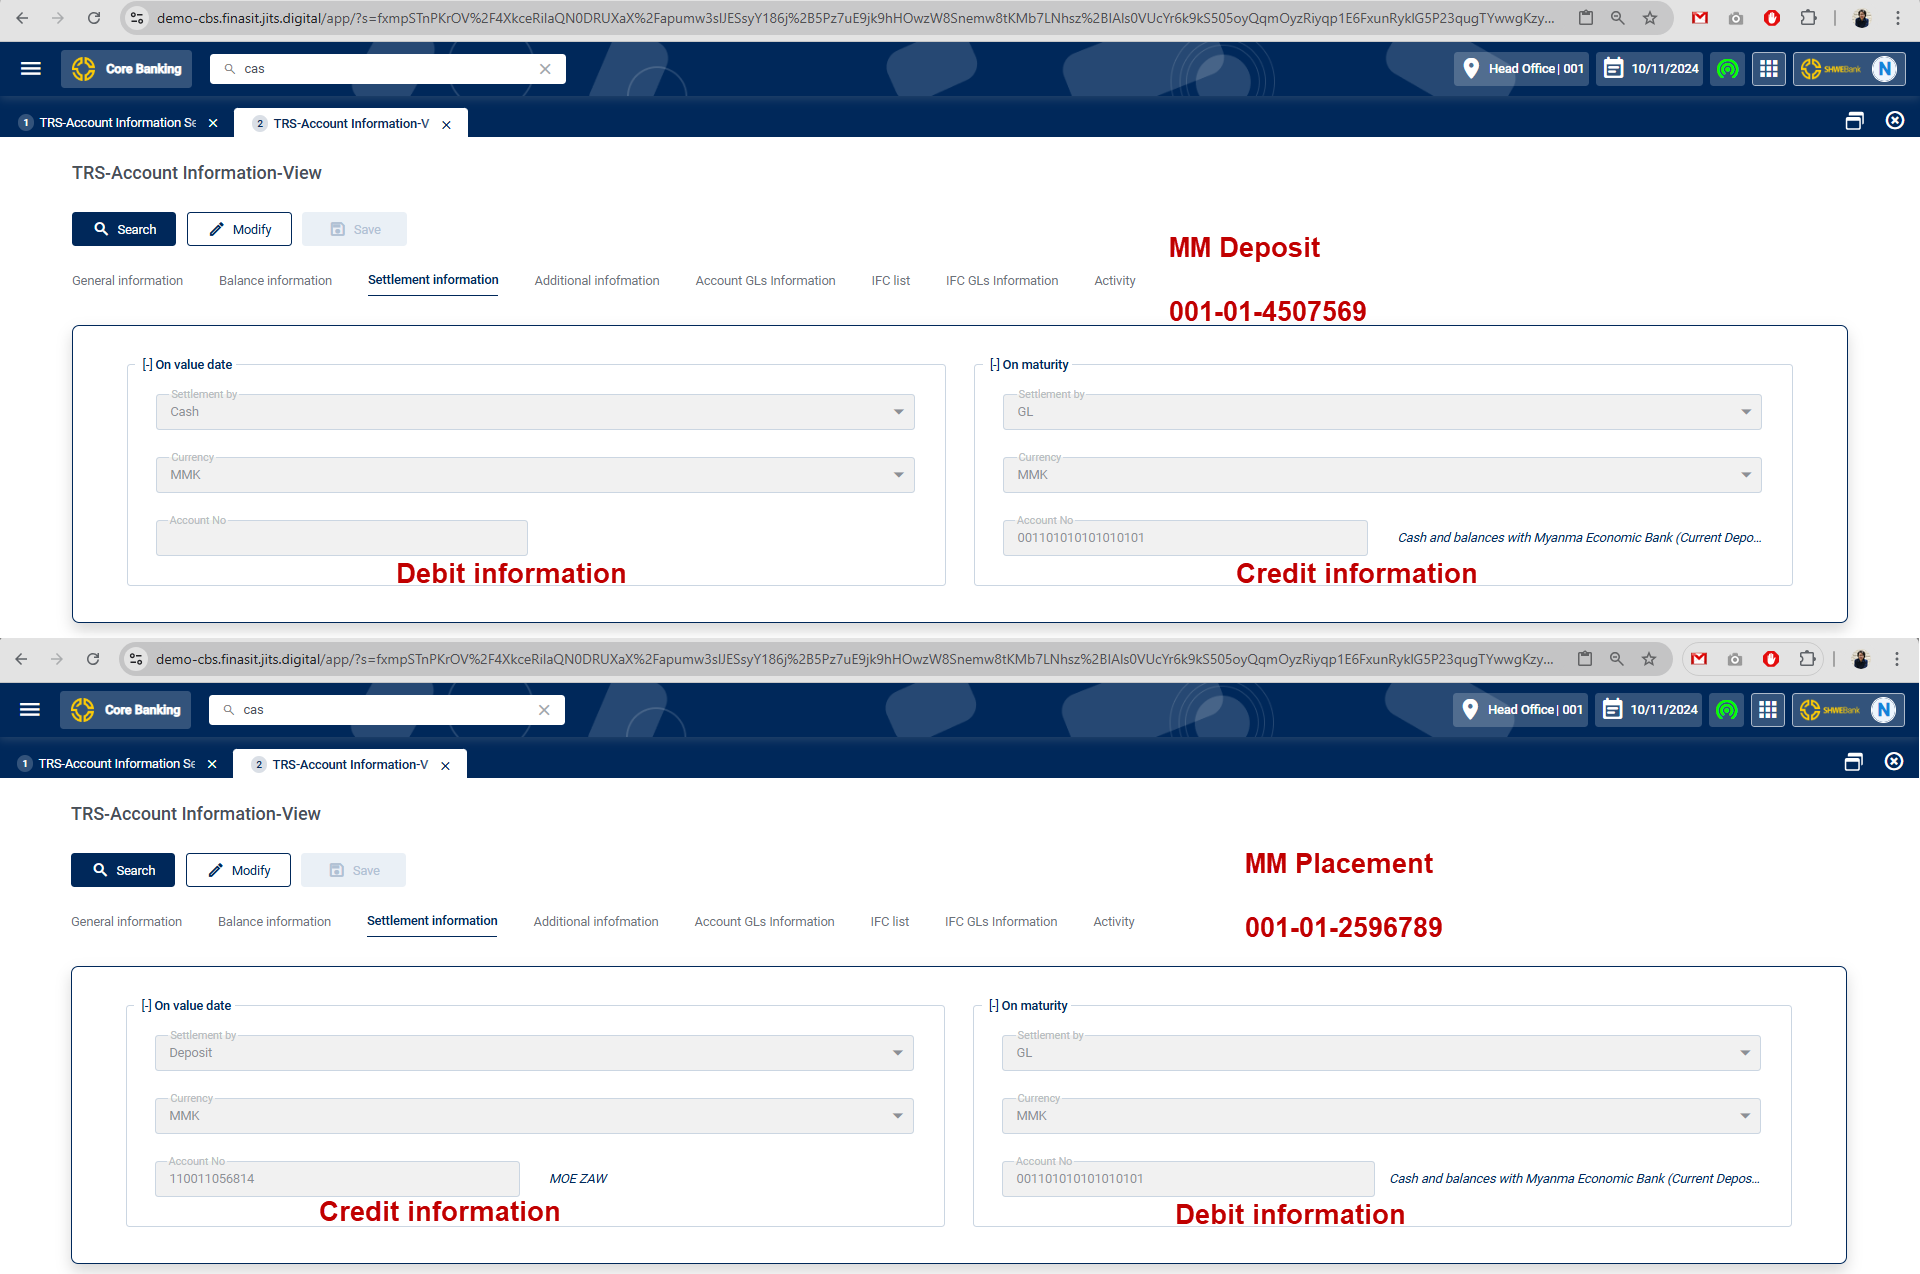 demo-cbs.finasit.jits.digital/app/?s=fxmpSTnPKrOV%2F4XkceRilaQN0DRUXaX%2Fapumw3slJESsyY186j%2B5Pz7uE9jk9hHOwzW8Snemw8tKMb7LNhsz%2BIAIs0VUcYr6k9kS505oyQqmOyzRiyqp1E6FxunRyklG5P23qugTYwwgKzy...
Core Banking
cas
Head Office | 001
10/11/2024
SHWEBank
N
1 TRS-Account Information Se
2 TRS-Account Information-V
TRS-Account Information-View
Search
Modify
Save
MM Deposit
General information
Balance information
Settlement information
Additional infofmation
Account GLs Information
IFC list
IFC GLs Information
Activity
001-01-4507569
[-] On value date
[-] On maturity
Settlement by
Cash
Settlement by
GL
Currency
MMK
Currency
MMK
Account No
Account No
001101010101010101
Cash and balances with Myanma Economic Bank (Current Depo...
Debit information
Credit information
demo-cbs.finasit.jits.digital/app/?s=fxmpSTnPKrOV%2F4XkceRilaQN0DRUXaX%2Fapumw3slJESsyY186j%2B5Pz7uE9jk9hHOwzW8Snemw8tKMb7LNhsz%2BIAIs0VUcYr6k9kS505oyQqmOyzRiyqp1E6FxunRyklG5P23qugTYwwgKzy...
Core Banking
cas
Head Office | 001
10/11/2024
SHWEBank
N
1 TRS-Account Information Se
2 TRS-Account Information-V
TRS-Account Information-View
Search
Modify
Save
MM Placement
General information
Balance information
Settlement information
Additional infofmation
Account GLs Information
IFC list
IFC GLs Information
Activity
001-01-2596789
[-] On value date
[-] On maturity
Settlement by
Deposit
Settlement by
GL
Currency
MMK
Currency
MMK
Account No
110011056814
MOE ZAW
Account No
001101010101010101
Cash and balances with Myanma Economic Bank (Current Depos...
Credit information
Debit information